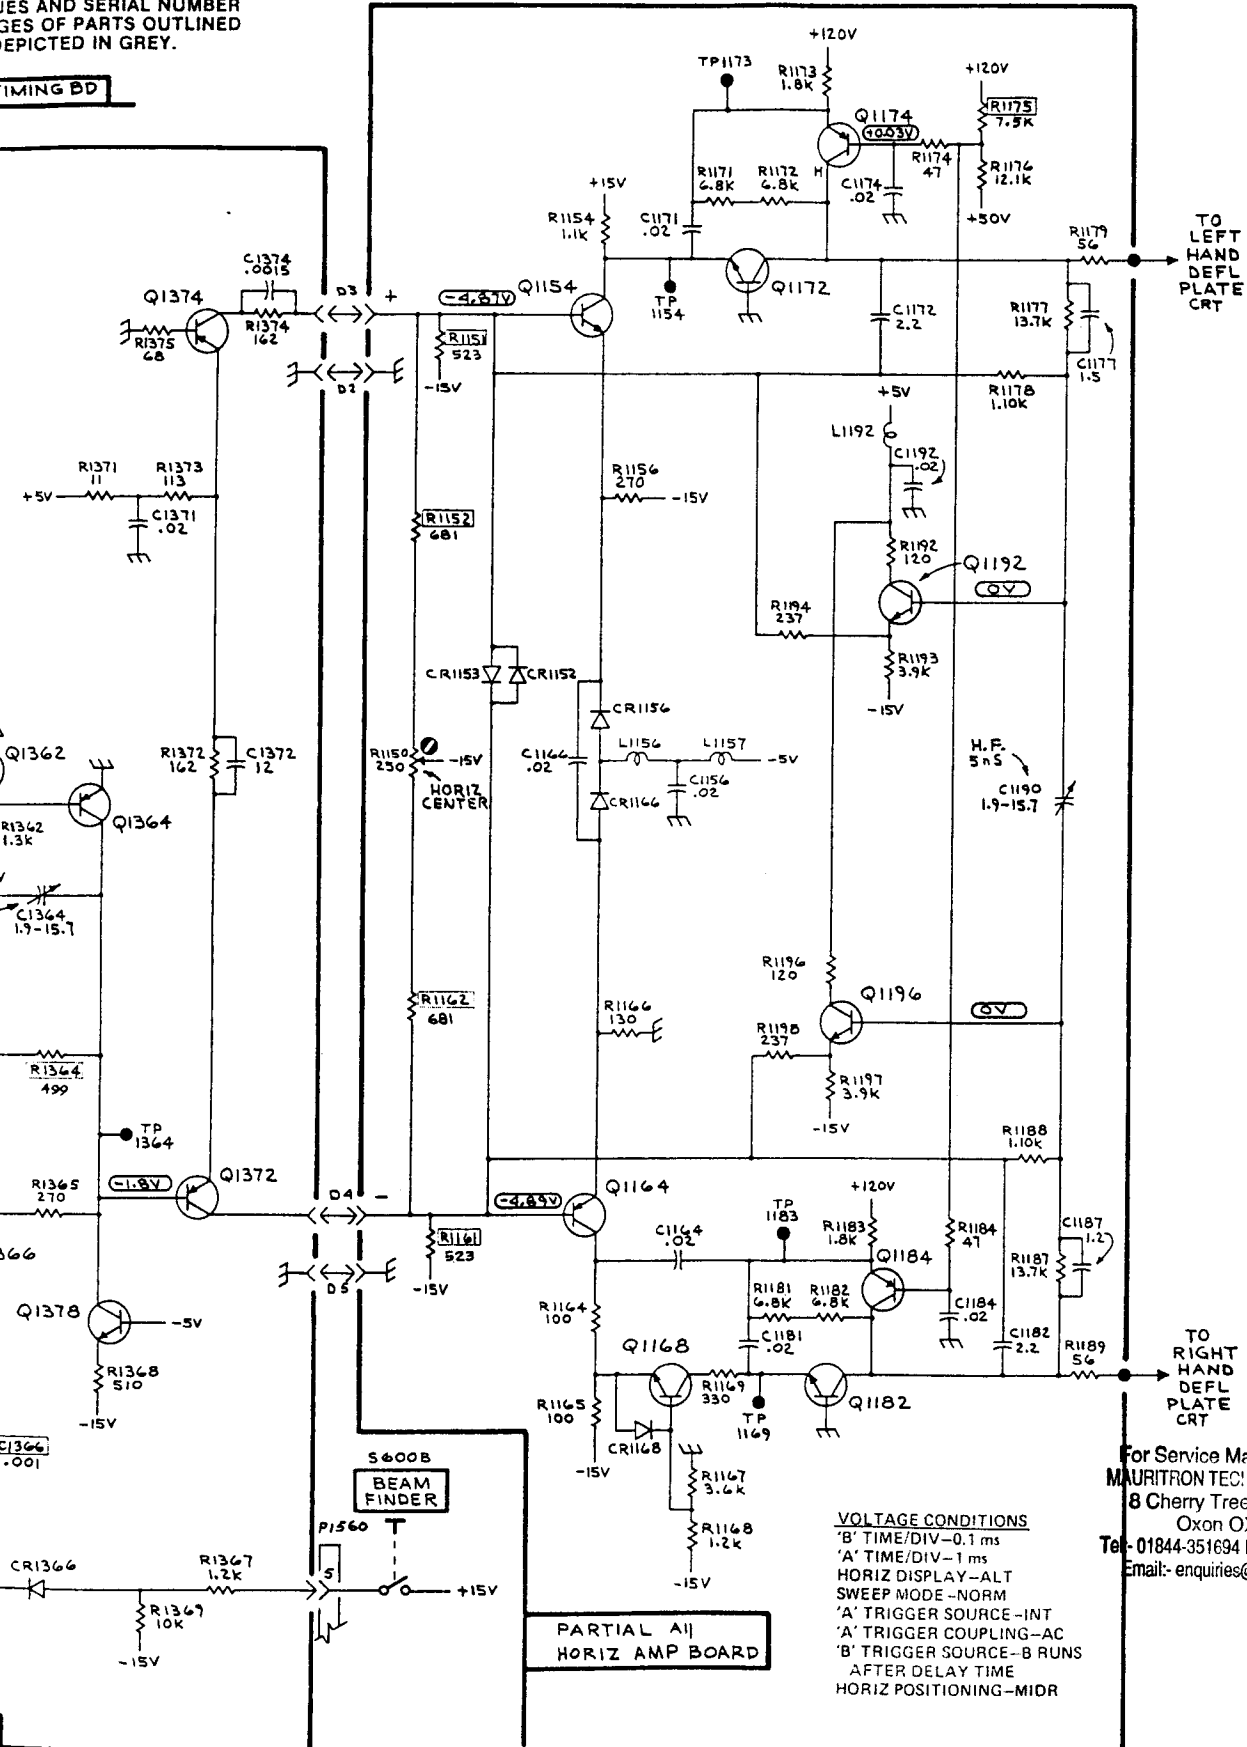 UES AND SERIAL NUMBER
GES OF PARTS OUTLINED
DEPICTED IN GREY.
TIMING BD
+120V
TP1173
R1173
1.8K
+120V
R1175
7.5K
Q1174
+0.03V
R1174
47
R1176
12.1K
+50V
R1171
6.8K
R1172
6.8K
H
C1174
.02
+15V
R1154
1.1K
C1171
.02
R1179
56
TO
LEFT
HAND
DEFL
PLATE
CRT
C1374
.0015
Q1374
D3
+
-4.87V
Q1154
TP
1154
Q1172
C1172
2.2
R1177
13.7K
C1177
1.5
R1375
68
R1374
162
R1151
523
-15V
D2
R1178
1.10K
+5V
L1192
C1192
.02
R1371
11
R1373
113
+5V
C1371
.02
R1156
270
-15V
R1152
681
R1192
120
Q1192
0V
R1194
237
R1193
3.9K
-15V
CR1153
CR1152
CR1156
Q1362
R1372
162
C1372
12
R1150
250
-15V
HORIZ
CENTER
C1166
.02
L1156
L1157
-5V
C1156
.02
CR1166
H.F.
5nS
C1190
1.9-15.7
Q1364
R1362
1.3K
C1364
1.9-15.7
R1196
120
Q1196
0V
R1162
681
R1166
130
R1198
237
R1197
3.9K
-15V
R1364
499
TP
1364
R1188
1.10K
R1365
270
-1.8V
Q1372
D4
-
-4.89V
Q1164
+120V
TP
1183
R1183
1.8K
R1184
47
C1187
1.2
R1161
523
-15V
C1164
.02
Q1184
R1187
13.7K
366
D5
R1181
6.8K
R1182
6.8K
C1184
.02
Q1378
-5V
R1164
100
C1181
.02
C1182
2.2
R1189
56
TO
RIGHT
HAND
DEFL
PLATE
CRT
Q1168
R1368
510
-15V
R1165
100
R1169
330
TP
1169
Q1182
C1366
.001
CR1168
-15V
R1167
3.6K
R1168
1.2K
-15V
S600B
BEAM
FINDER
P1560
5
+15V
CR1366
R1367
1.2K
R1369
10K
-15V
PARTIAL A11
HORIZ AMP BOARD
VOLTAGE CONDITIONS
'B' TIME/DIV–0.1 ms
'A' TIME/DIV–1 ms
HORIZ DISPLAY–ALT
SWEEP MODE–NORM
'A' TRIGGER SOURCE–INT
'A' TRIGGER COUPLING–AC
'B' TRIGGER SOURCE–B RUNS
AFTER DELAY TIME
HORIZ POSITIONING–MIDR
For Service Ma
MAURITRON TEC
8 Cherry Tree
Oxon O
Tel:- 01844-351694
Email:- enquiries@